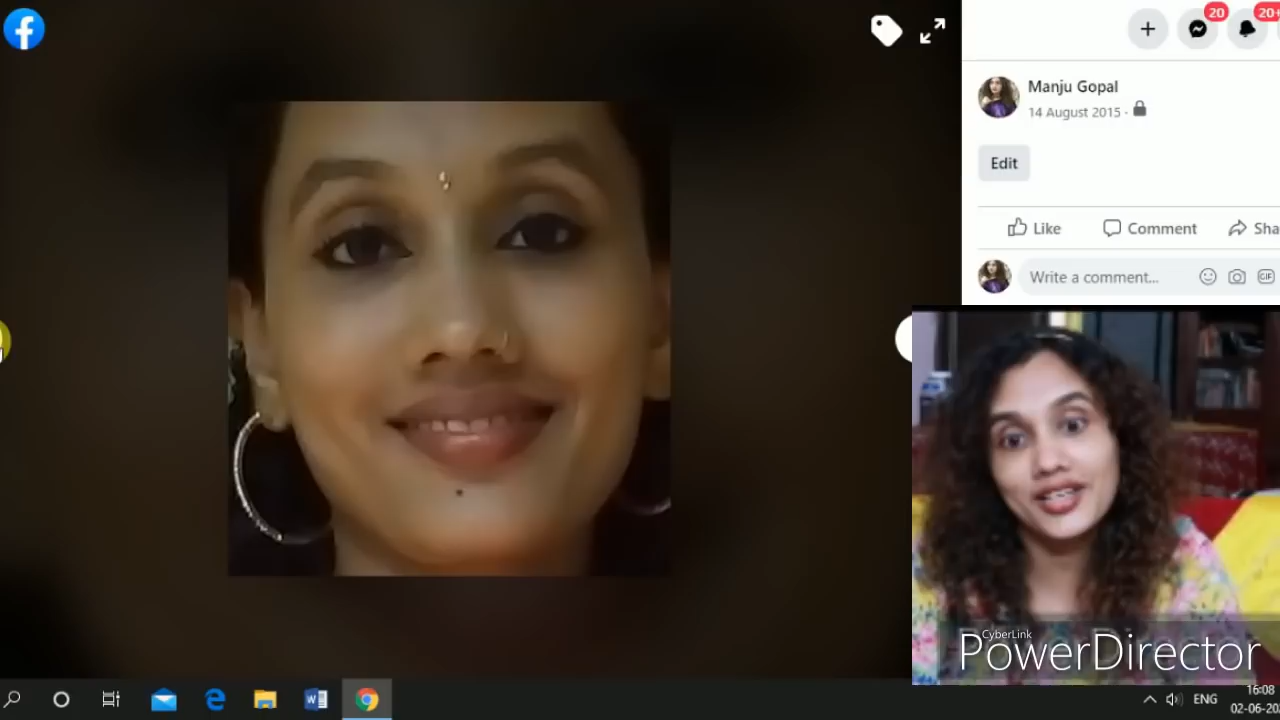 20
20+
Manju Gopal
14 August 2015 ·
Edit
Like
Comment
Sha
Write a comment...
GIF
CyberLink
PowerDirector
ENG
16:08
02-06-20